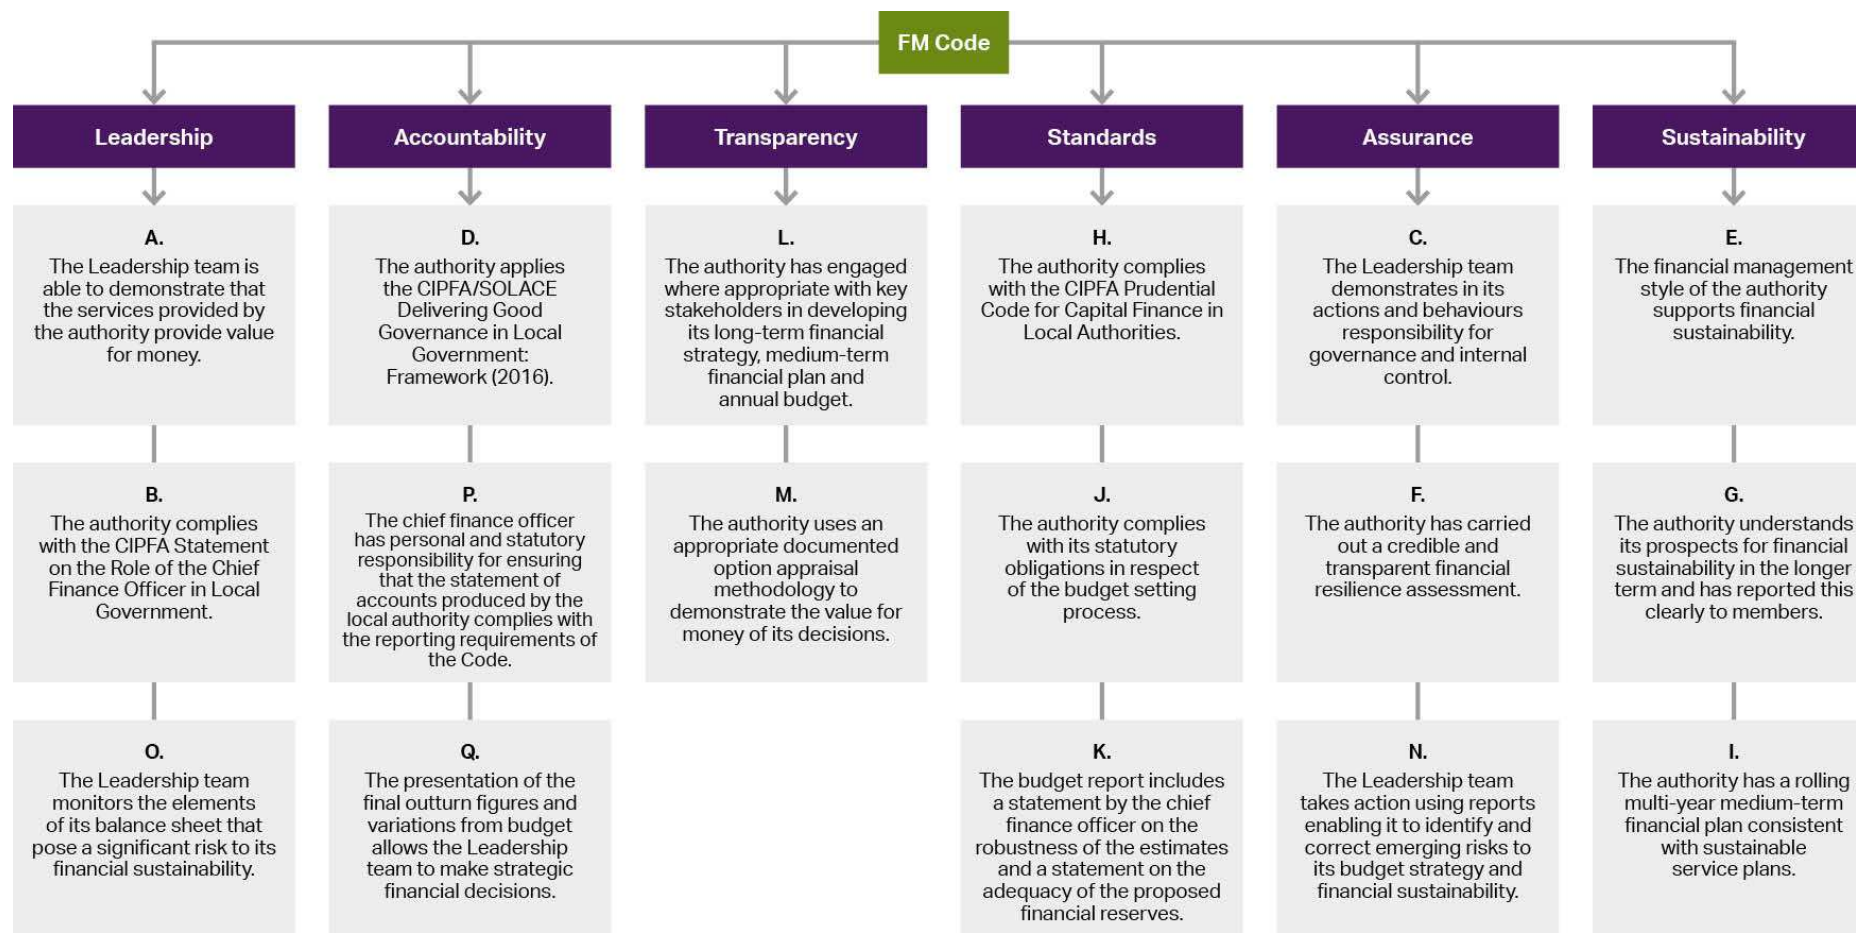 FM Code
Leadership
Accountability
Transparency
Standards
Assurance
Sustainability
A.
The Leadership team is
able to demonstrate that
the services provided by
the authority provide value
for money.
D.
The authority applies
the CIPFA/SOLACE
Delivering Good
Governance in Local
Government:
Framework (2016).
L.
The authority has engaged
where appropriate with key
stakeholders in developing
its long-term financial
strategy, medium-term
financial plan and
annual budget.
H.
The authority complies
with the CIPFA Prudential
Code for Capital Finance in
Local Authorities.
C.
The Leadership team
demonstrates in its
actions and behaviours
responsibility for
governance and internal
control.
E.
The financial management
style of the authority
supports financial
sustainability.
B.
The authority complies
with the CIPFA Statement
on the Role of the Chief
Finance Officer in Local
Government.
P.
The chief finance officer
has personal and statutory
responsibility for ensuring
that the statement of
accounts produced by the
local authority complies with
the reporting requirements of
the Code.
M.
The authority uses an
appropriate documented
option appraisal
methodology to
demonstrate the value for
money of its decisions.
J.
The authority complies
with its statutory
obligations in respect
of the budget setting
process.
F.
The authority has carried
out a credible and
transparent financial
resilience assessment.
G.
The authority understands
its prospects for financial
sustainability in the longer
term and has reported this
clearly to members.
O.
The Leadership team
monitors the elements
of its balance sheet that
pose a significant risk to its
financial sustainability.
Q.
The presentation of the
final outturn figures and
variations from budget
allows the Leadership
team to make strategic
financial decisions.
K.
The budget report includes
a statement by the chief
finance officer on the
robustness of the estimates
and a statement on the
adequacy of the proposed
financial reserves.
N.
The Leadership team
takes action using reports
enabling it to identify and
correct emerging risks to
its budget strategy and
financial sustainability.
I.
The authority has a rolling
multi-year medium-term
financial plan consistent
with sustainable
service plans.